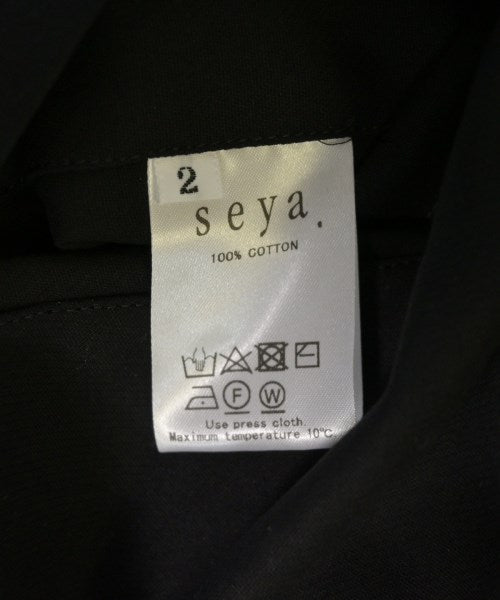 2
seya.
100% COTTON
F W
Use press cloth.
Maximum temperature 10℃.